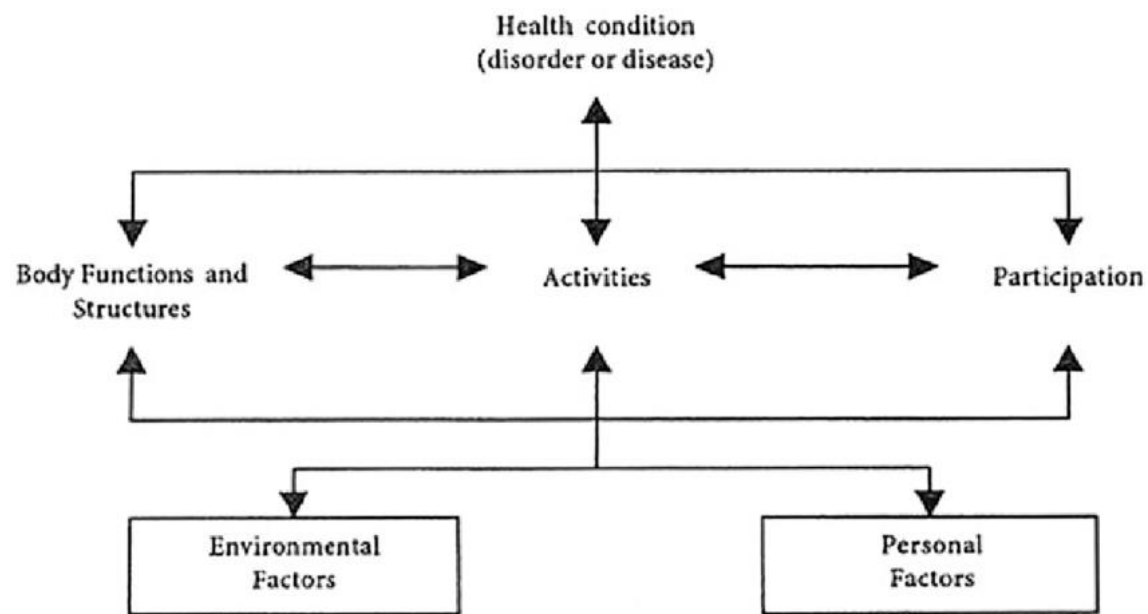 Health condition
(disorder or disease)
Body Functions and
Structures
Activities
Participation
Environmental
Factors
Personal
Factors